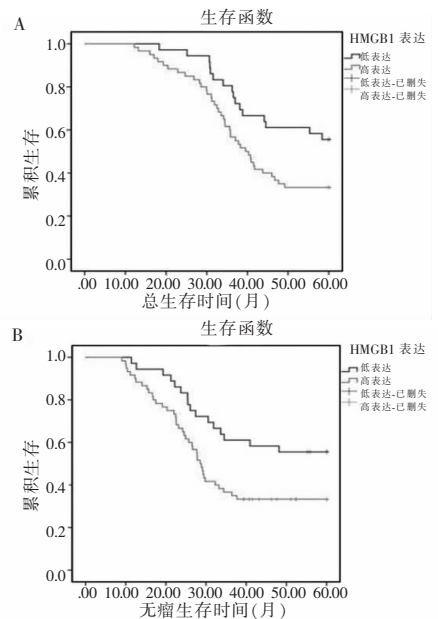 A
生存函数
HMGB1 表达
低表达
高表达
低表达-已删失
高表达-已删失
1.0
0.8
0.6
0.4
0.2
0.0
累积生存
.00 10.00 20.00 30.00 40.00 50.00 60.00
总生存时间(月)
B
生存函数
HMGB1 表达
低表达
高表达
低表达-已删失
高表达-已删失
1.0
0.8
0.6
0.4
0.2
0.0
累积生存
.00 10.00 20.00 30.00 40.00 50.00 60.00
无瘤生存时间(月)